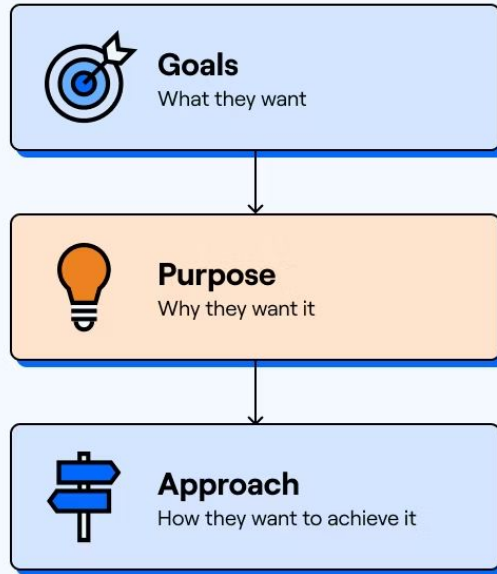 Goals
What they want
Purpose
Why they want it
Approach
How they want to achieve it